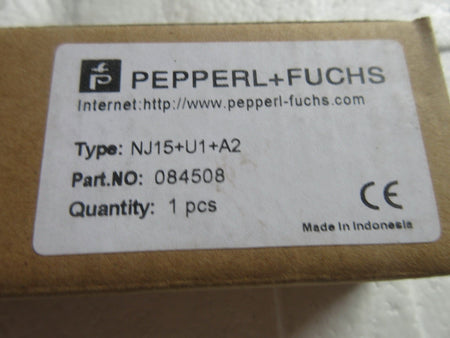 PEPPERL+FUCHS
Internet:http://www.pepperl-fuchs.com
Type: NJ15+U1+A2
Part.NO: 084508
Quantity: 1 pcs
CE
Made In Indonesia